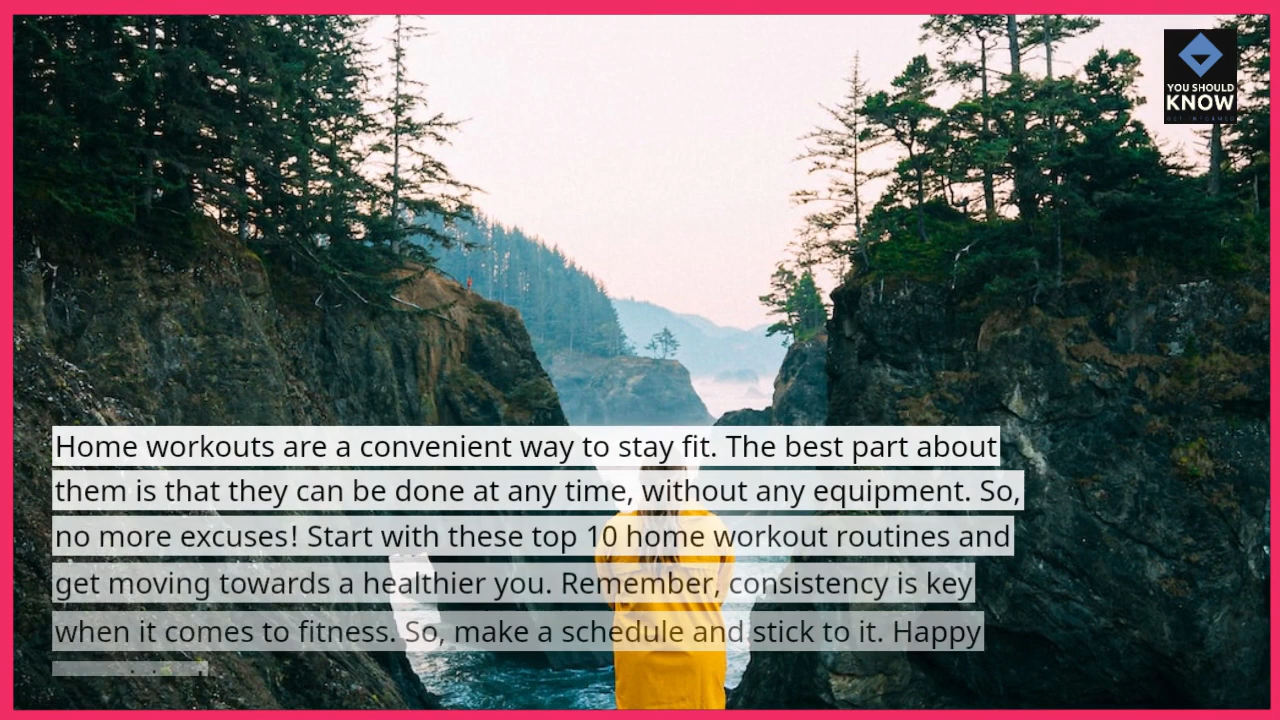 YOU SHOULD
KNOW
Home workouts are a convenient way to stay fit. The best part about
them is that they can be done at any time, without any equipment. So,
no more excuses! Start with these top 10 home workout routines and
get moving towards a healthier you. Remember, consistency is key
when it comes to fitness. So, make a schedule and stick to it. Happy